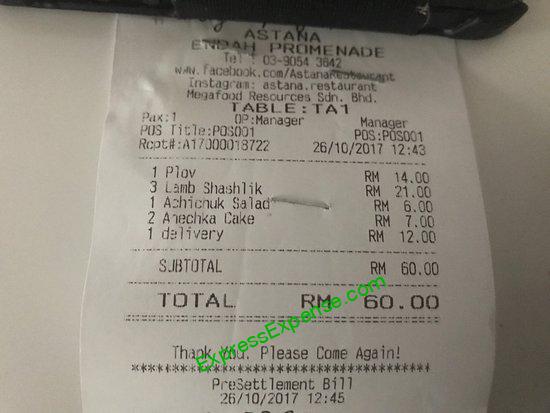 ASTANA
ENDAH PROMENADE
Tel : 03-9054 3642
www.facebook.com/AstanaRestaurant
Instagram: astana.restaurant
Megafood Resources Sdn. Bhd.
TABLE:TA1
Pax:1 OP:Manager Manager
POS Title:POS001 POS:POS001
Rcpt#:A17000018722 26/10/2017 12:43
1 Plov RM 14.00
3 Lamb Shashlik RM 21.00
1 Achichuk Salad RM 6.00
2 Anechka Cake RM 7.00
1 delivery RM 12.00
SUBTOTAL RM 60.00
TOTAL RM 60.00
ExpressExpense.com
Thank You, Please Come Again!
PreSettlement Bill
26/10/2017 12:45